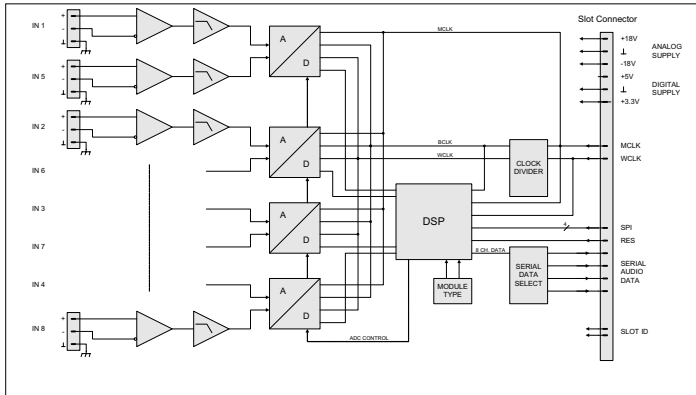 Slot Connector
IN 1
+
-
⊥
A
D
MCLK
+18V
⊥
-18V
ANALOG
SUPPLY
IN 5
+
-
⊥
+5V
⊥
+3.3V
DIGITAL
SUPPLY
IN 2
+
-
⊥
A
D
BCLK
WCLK
CLOCK
DIVIDER
MCLK
WCLK
IN 6
IN 3
A
D
DSP
4
SPI
RES
IN 7
8 CH. DATA
MODULE
TYPE
SERIAL
DATA
SELECT
SERIAL
AUDIO
DATA
IN 4
A
D
IN 8
+
-
⊥
ADC CONTROL
SLOT ID